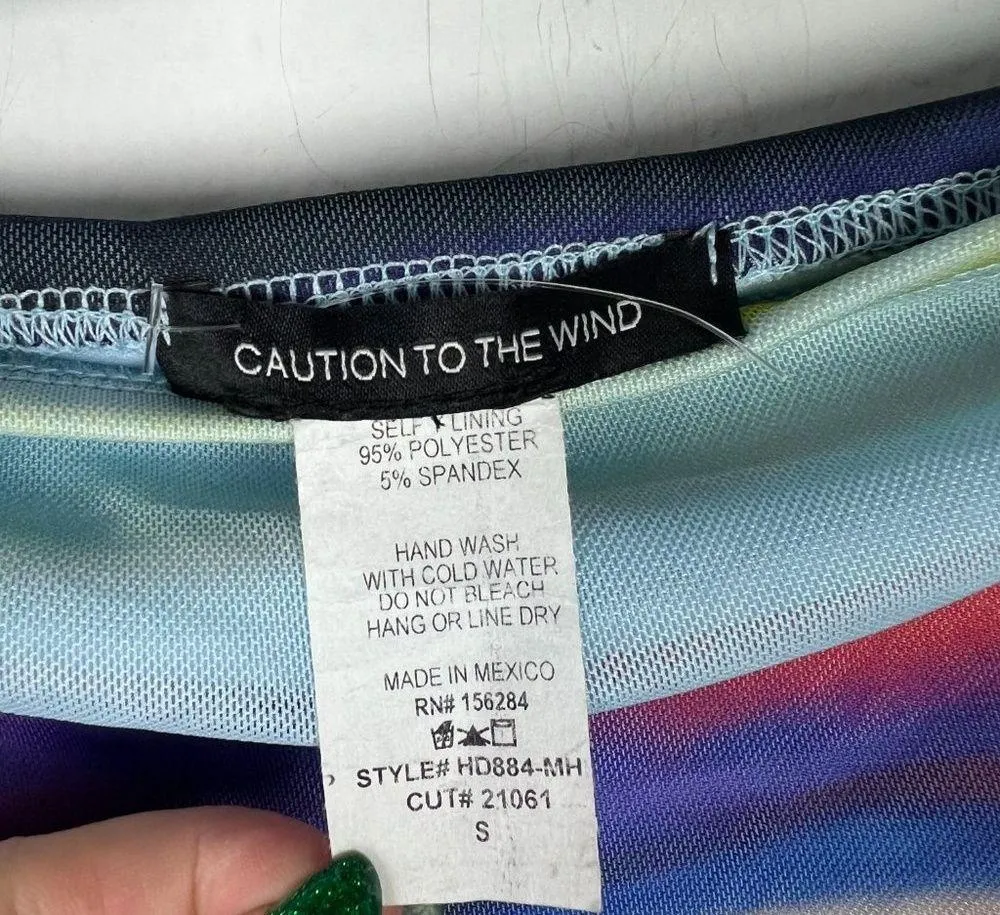 CAUTION TO THE WIND
SELF LINING
95% POLYESTER
5% SPANDEX
HAND WASH
WITH COLD WATER
DO NOT BLEACH
HANG OR LINE DRY
MADE IN MEXICO
RN# 156284
STYLE# HD884-MH
CUT# 21061
S